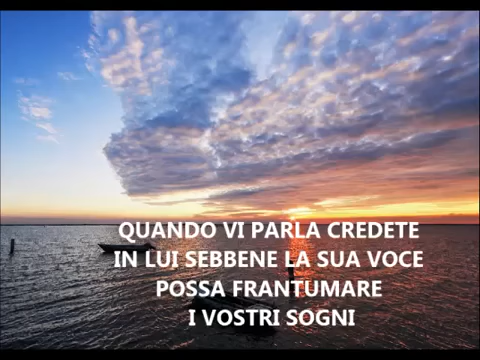 QUANDO VI PARLA CREDETE
IN LUI SEBBENE LA SUA VOCE
POSSA FRANTUMARE
I VOSTRI SOGNI